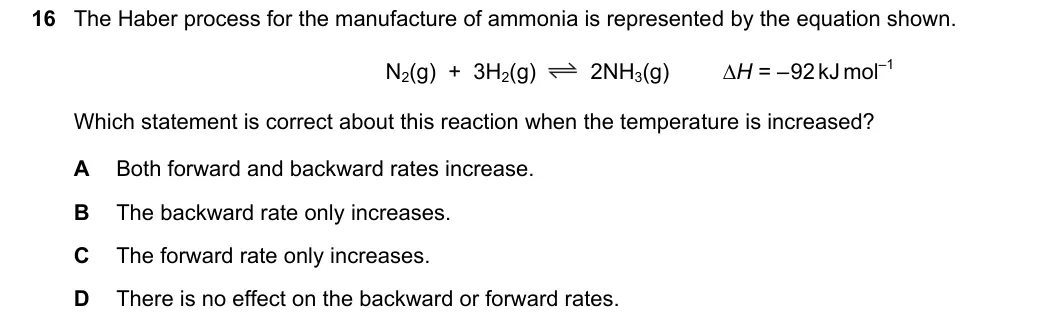 16 The Haber process for the manufacture of ammonia is represented by the equation shown.
N₂(g) + 3H₂(g) ⇌ 2NH₃(g) ΔH = –92 kJ mol⁻¹
Which statement is correct about this reaction when the temperature is increased?
A Both forward and backward rates increase.
B The backward rate only increases.
C The forward rate only increases.
D There is no effect on the backward or forward rates.